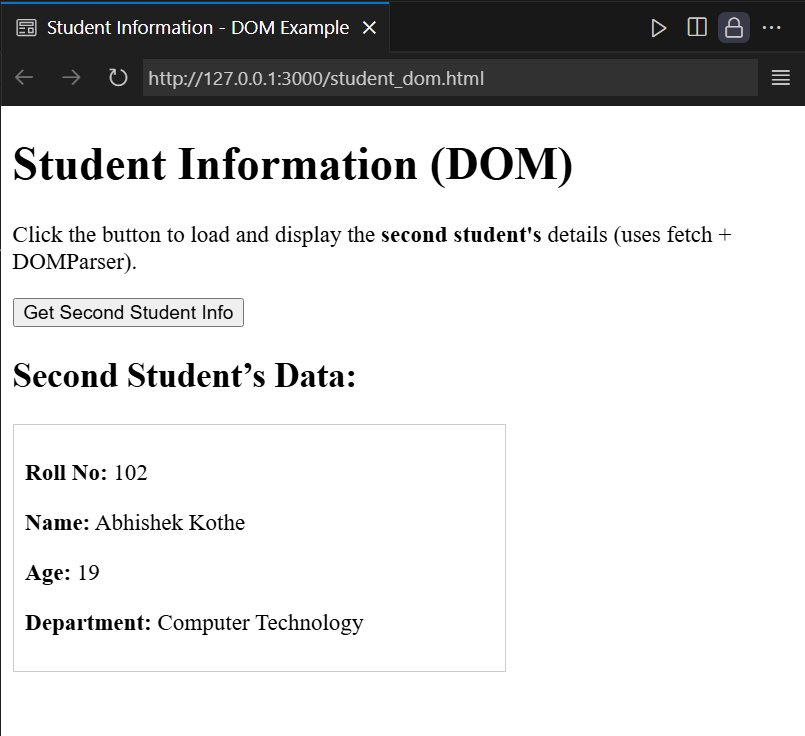 Student Information - DOM Example
http://127.0.0.1:3000/student_dom.html
Student Information (DOM)
Click the button to load and display the second student's details (uses fetch +
DOMParser).
Get Second Student Info
Second Student’s Data:
Roll No: 102
Name: Abhishek Kothe
Age: 19
Department: Computer Technology